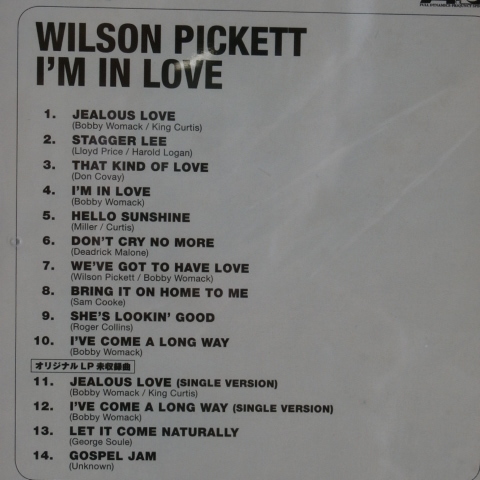 WILSON PICKETT
I'M IN LOVE
1. JEALOUS LOVE
(Bobby Womack / King Curtis)
2. STAGGER LEE
(Lloyd Price / Harold Logan)
3. THAT KIND OF LOVE
(Don Covay)
4. I'M IN LOVE
(Bobby Womack)
5. HELLO SUNSHINE
(Miller / Curtis)
6. DON'T CRY NO MORE
(Deadrick Malone)
7. WE'VE GOT TO HAVE LOVE
(Wilson Pickett / Bobby Womack)
8. BRING IT ON HOME TO ME
(Sam Cooke)
9. SHE'S LOOKIN' GOOD
(Roger Collins)
10. I'VE COME A LONG WAY
(Bobby Womack)
オリジナルLP未収録曲
11. JEALOUS LOVE (SINGLE VERSION)
(Bobby Womack / King Curtis)
12. I'VE COME A LONG WAY (SINGLE VERSION)
(Bobby Womack)
13. LET IT COME NATURALLY
(George Soule)
14. GOSPEL JAM
(Unknown)